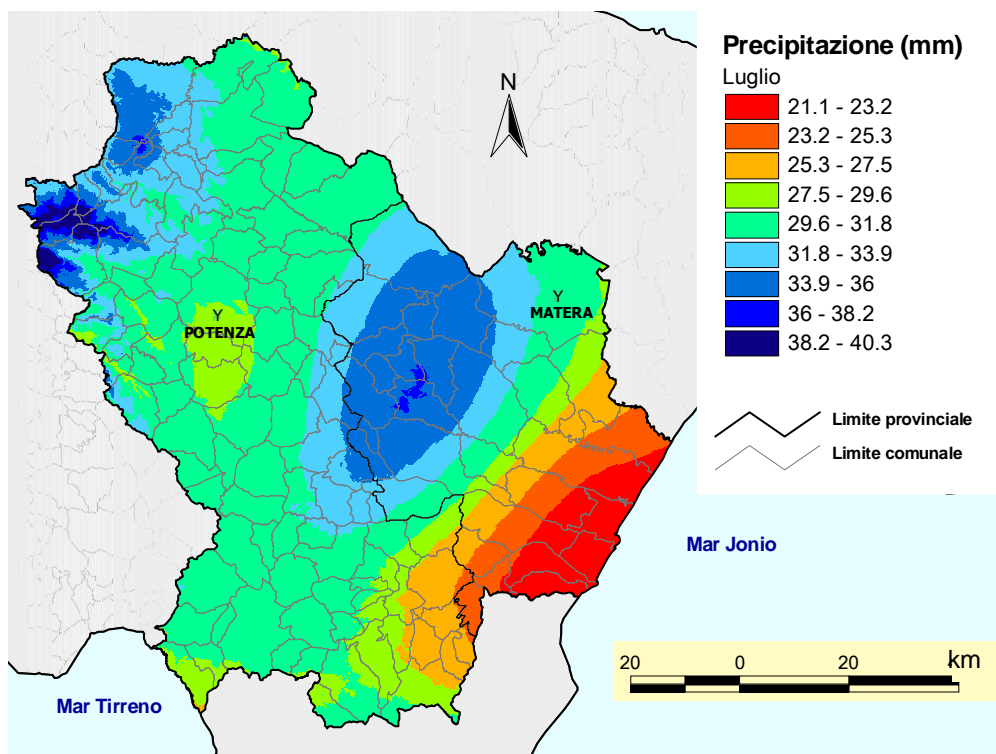 Precipitazione (mm)
Luglio
21.1 - 23.2
23.2 - 25.3
25.3 - 27.5
27.5 - 29.6
29.6 - 31.8
31.8 - 33.9
33.9 - 36
36 - 38.2
38.2 - 40.3
Limite provinciale
Limite comunale
N
Y
POTENZA
Y
MATERA
Mar Jonio
Mar Tirreno
20 0 20 km